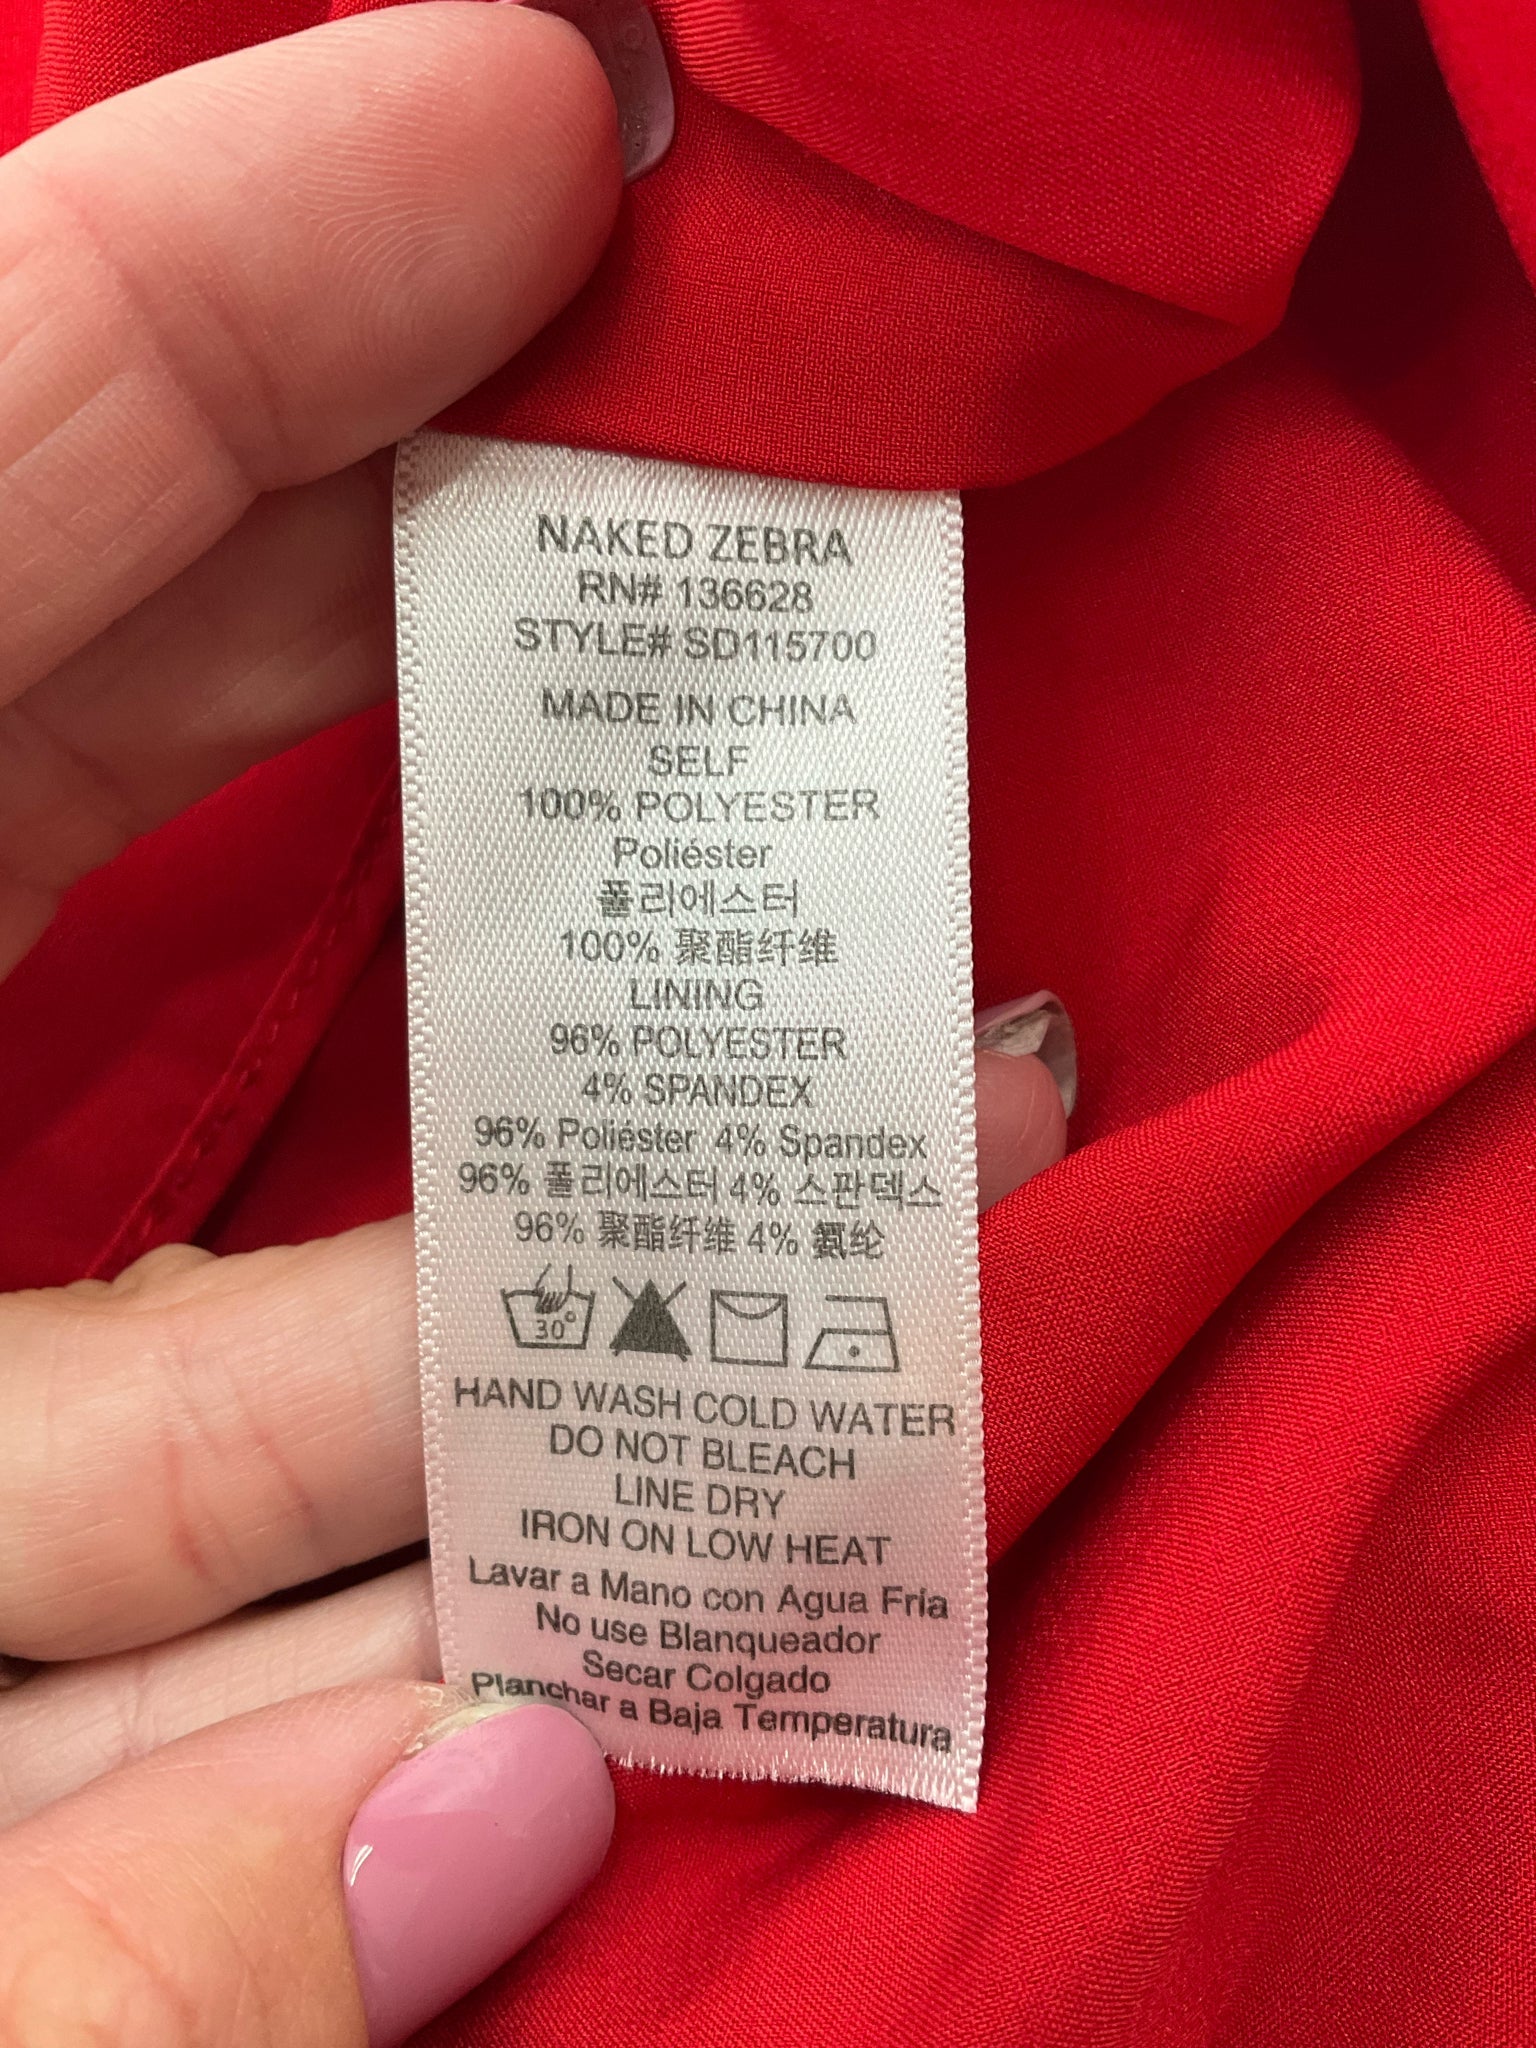 NAKED ZEBRA
RN# 136628
STYLE# SD115700
MADE IN CHINA
SELF
100% POLYESTER
Poliéster
폴리에스터
100% 聚酯纤维
LINING
96% POLYESTER
4% SPANDEX
96% Poliéster 4% Spandex
96% 폴리에스터 4% 스판덱스
96% 聚酯纤维 4% 氨纶
30°
HAND WASH COLD WATER
DO NOT BLEACH
LINE DRY
IRON ON LOW HEAT
Lavar a Mano con Agua Fría
No use Blanqueador
Secar Colgado
Planchar a Baja Temperatura